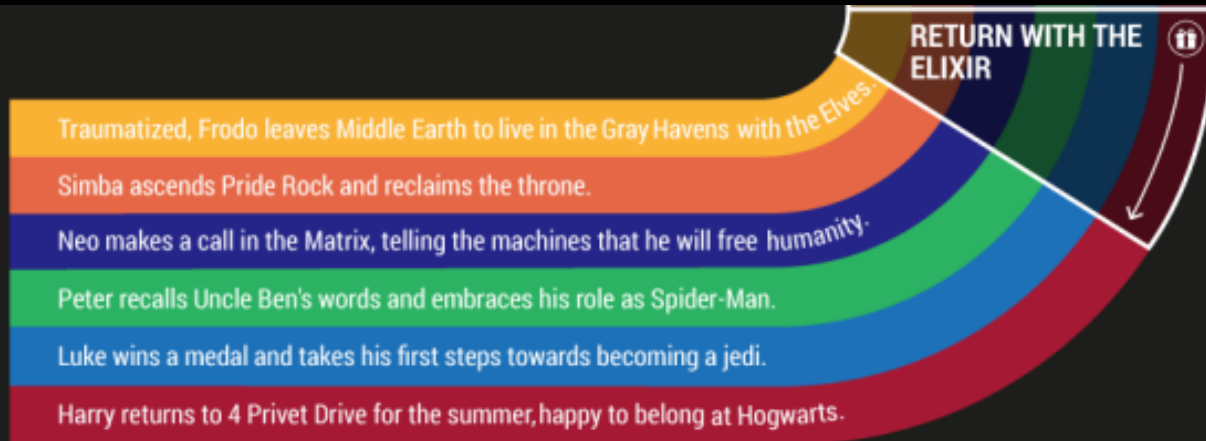 RETURN WITH THE
ELIXIR
Traumatized, Frodo leaves Middle Earth to live in the Gray Havens with the Elves.
Simba ascends Pride Rock and reclaims the throne.
Neo makes a call in the Matrix, telling the machines that he will free humanity.
Peter recalls Uncle Ben's words and embraces his role as Spider-Man.
Luke wins a medal and takes his first steps towards becoming a jedi.
Harry returns to 4 Privet Drive for the summer, happy to belong at Hogwarts.